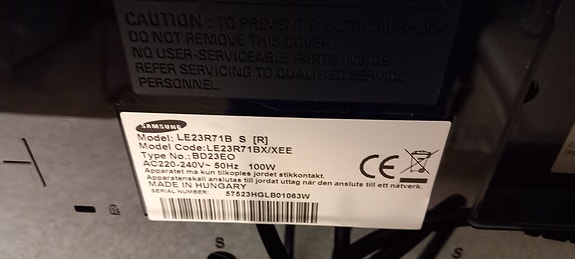 CAUTION : TO PREVENT ELECTRICAL SHOCK,
DO NOT REMOVE THIS COVER.
NO USER-SERVICEABLE PARTS INSIDE.
REFER SERVICING TO QUALIFIED SERVICE
PERSONNEL.
SAMSUNG
Model: LE23R71B S [R]
Model Code:LE23R71BX/XEE
Type No.: BD23EO
AC220-240V~ 50Hz 100W
Apparatet må kun tilkoples jordet stikkontakt.
Apparatenskall anslutas till jordat uttag när den ansluts till ett nätverk.
MADE IN HUNGARY
SERIAL NUMBER: 57523HGLB01063W
CE
S
S